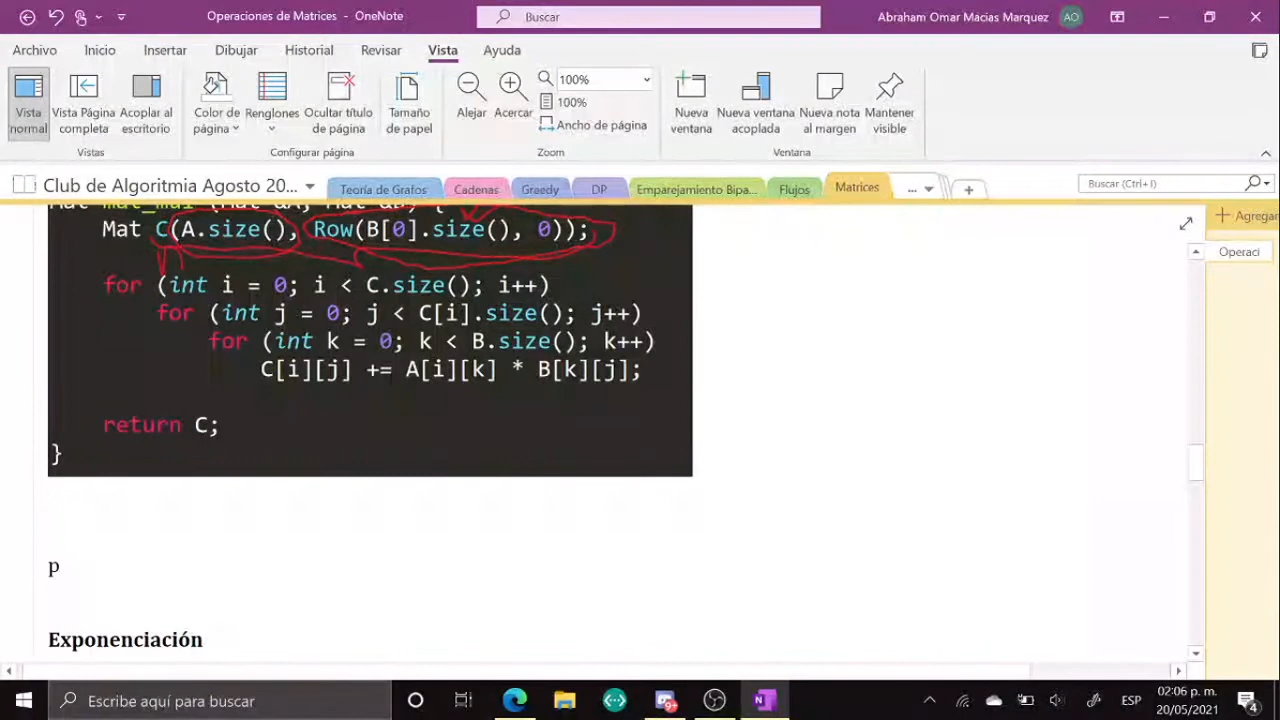 Operaciones de Matrices - OneNote
Buscar
Abraham Omar Macias Marquez
AO
Archivo Inicio Insertar Dibujar Historial Revisar Vista Ayuda
Vista normal
Vista Página completa
Acoplar al escritorio
Vistas
Color de página
Renglones
Ocultar título de página
Tamaño de papel
Configurar página
Alejar
Acercar
100%
100%
Ancho de página
Zoom
Nueva ventana
Nueva ventana acoplada
Nueva nota al margen
Mantener visible
Ventana
Club de Algoritmia Agosto 20...
Teoría de Grafos
Cadenas
Greedy
DP
Emparejamiento Bipa...
Flujos
Matrices
...
+
Buscar (Ctrl+I)
+ Agregar
Operaci
Mat mat_mul (Mat &A, Mat &B) {
Mat C(A.size(), Row(B[0].size(), 0));
for (int i = 0; i < C.size(); i++)
for (int j = 0; j < C[i].size(); j++)
for (int k = 0; k < B.size(); k++)
C[i][j] += A[i][k] * B[k][j];
return C;
}
p
Exponenciación
Escribe aquí para buscar
ESP
02:06 p. m.
20/05/2021
4